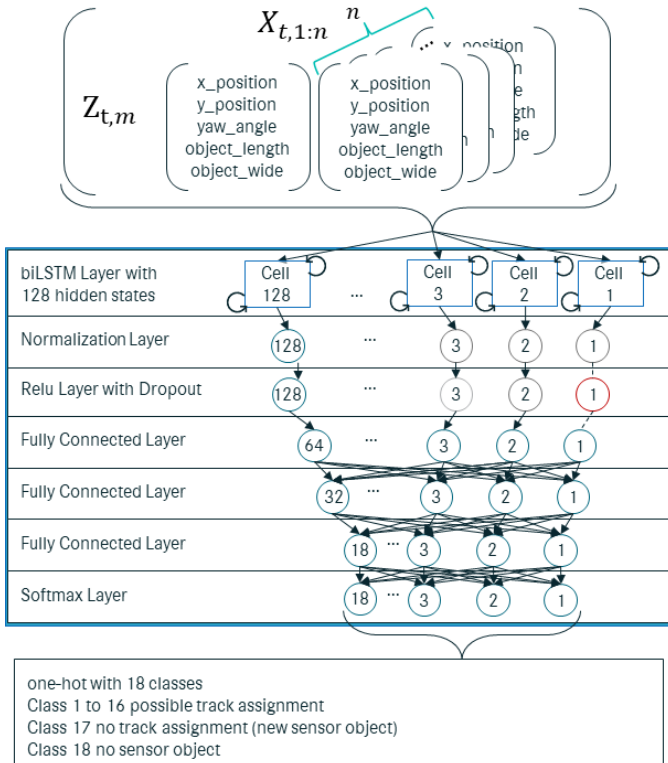 X_{t,1:n} n
Z_{t,m}
x_position
y_position
yaw_angle
object_length
object_wide
x_position
y_position
yaw_angle
object_length
object_wide
... x_position
biLSTM Layer with
128 hidden states
Cell
128
...
Cell
3
Cell
2
Cell
1
Normalization Layer
128 ... 3 2 1
Relu Layer with Dropout
128 ... 3 2 1
Fully Connected Layer
64 ... 3 2 1
Fully Connected Layer
32 ... 3 2 1
Fully Connected Layer
18 ... 3 2 1
Softmax Layer
18 ... 3 2 1
one-hot with 18 classes
Class 1 to 16 possible track assignment
Class 17 no track assignment (new sensor object)
Class 18 no sensor object